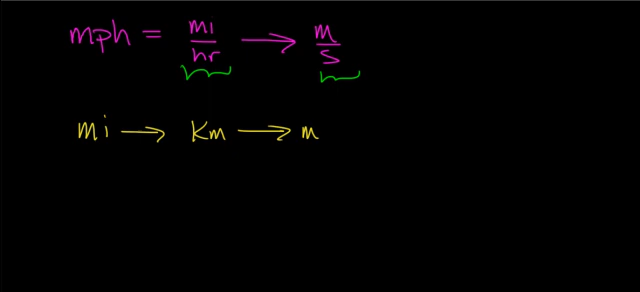 mph = mi/hr → m/s
mi → km → m